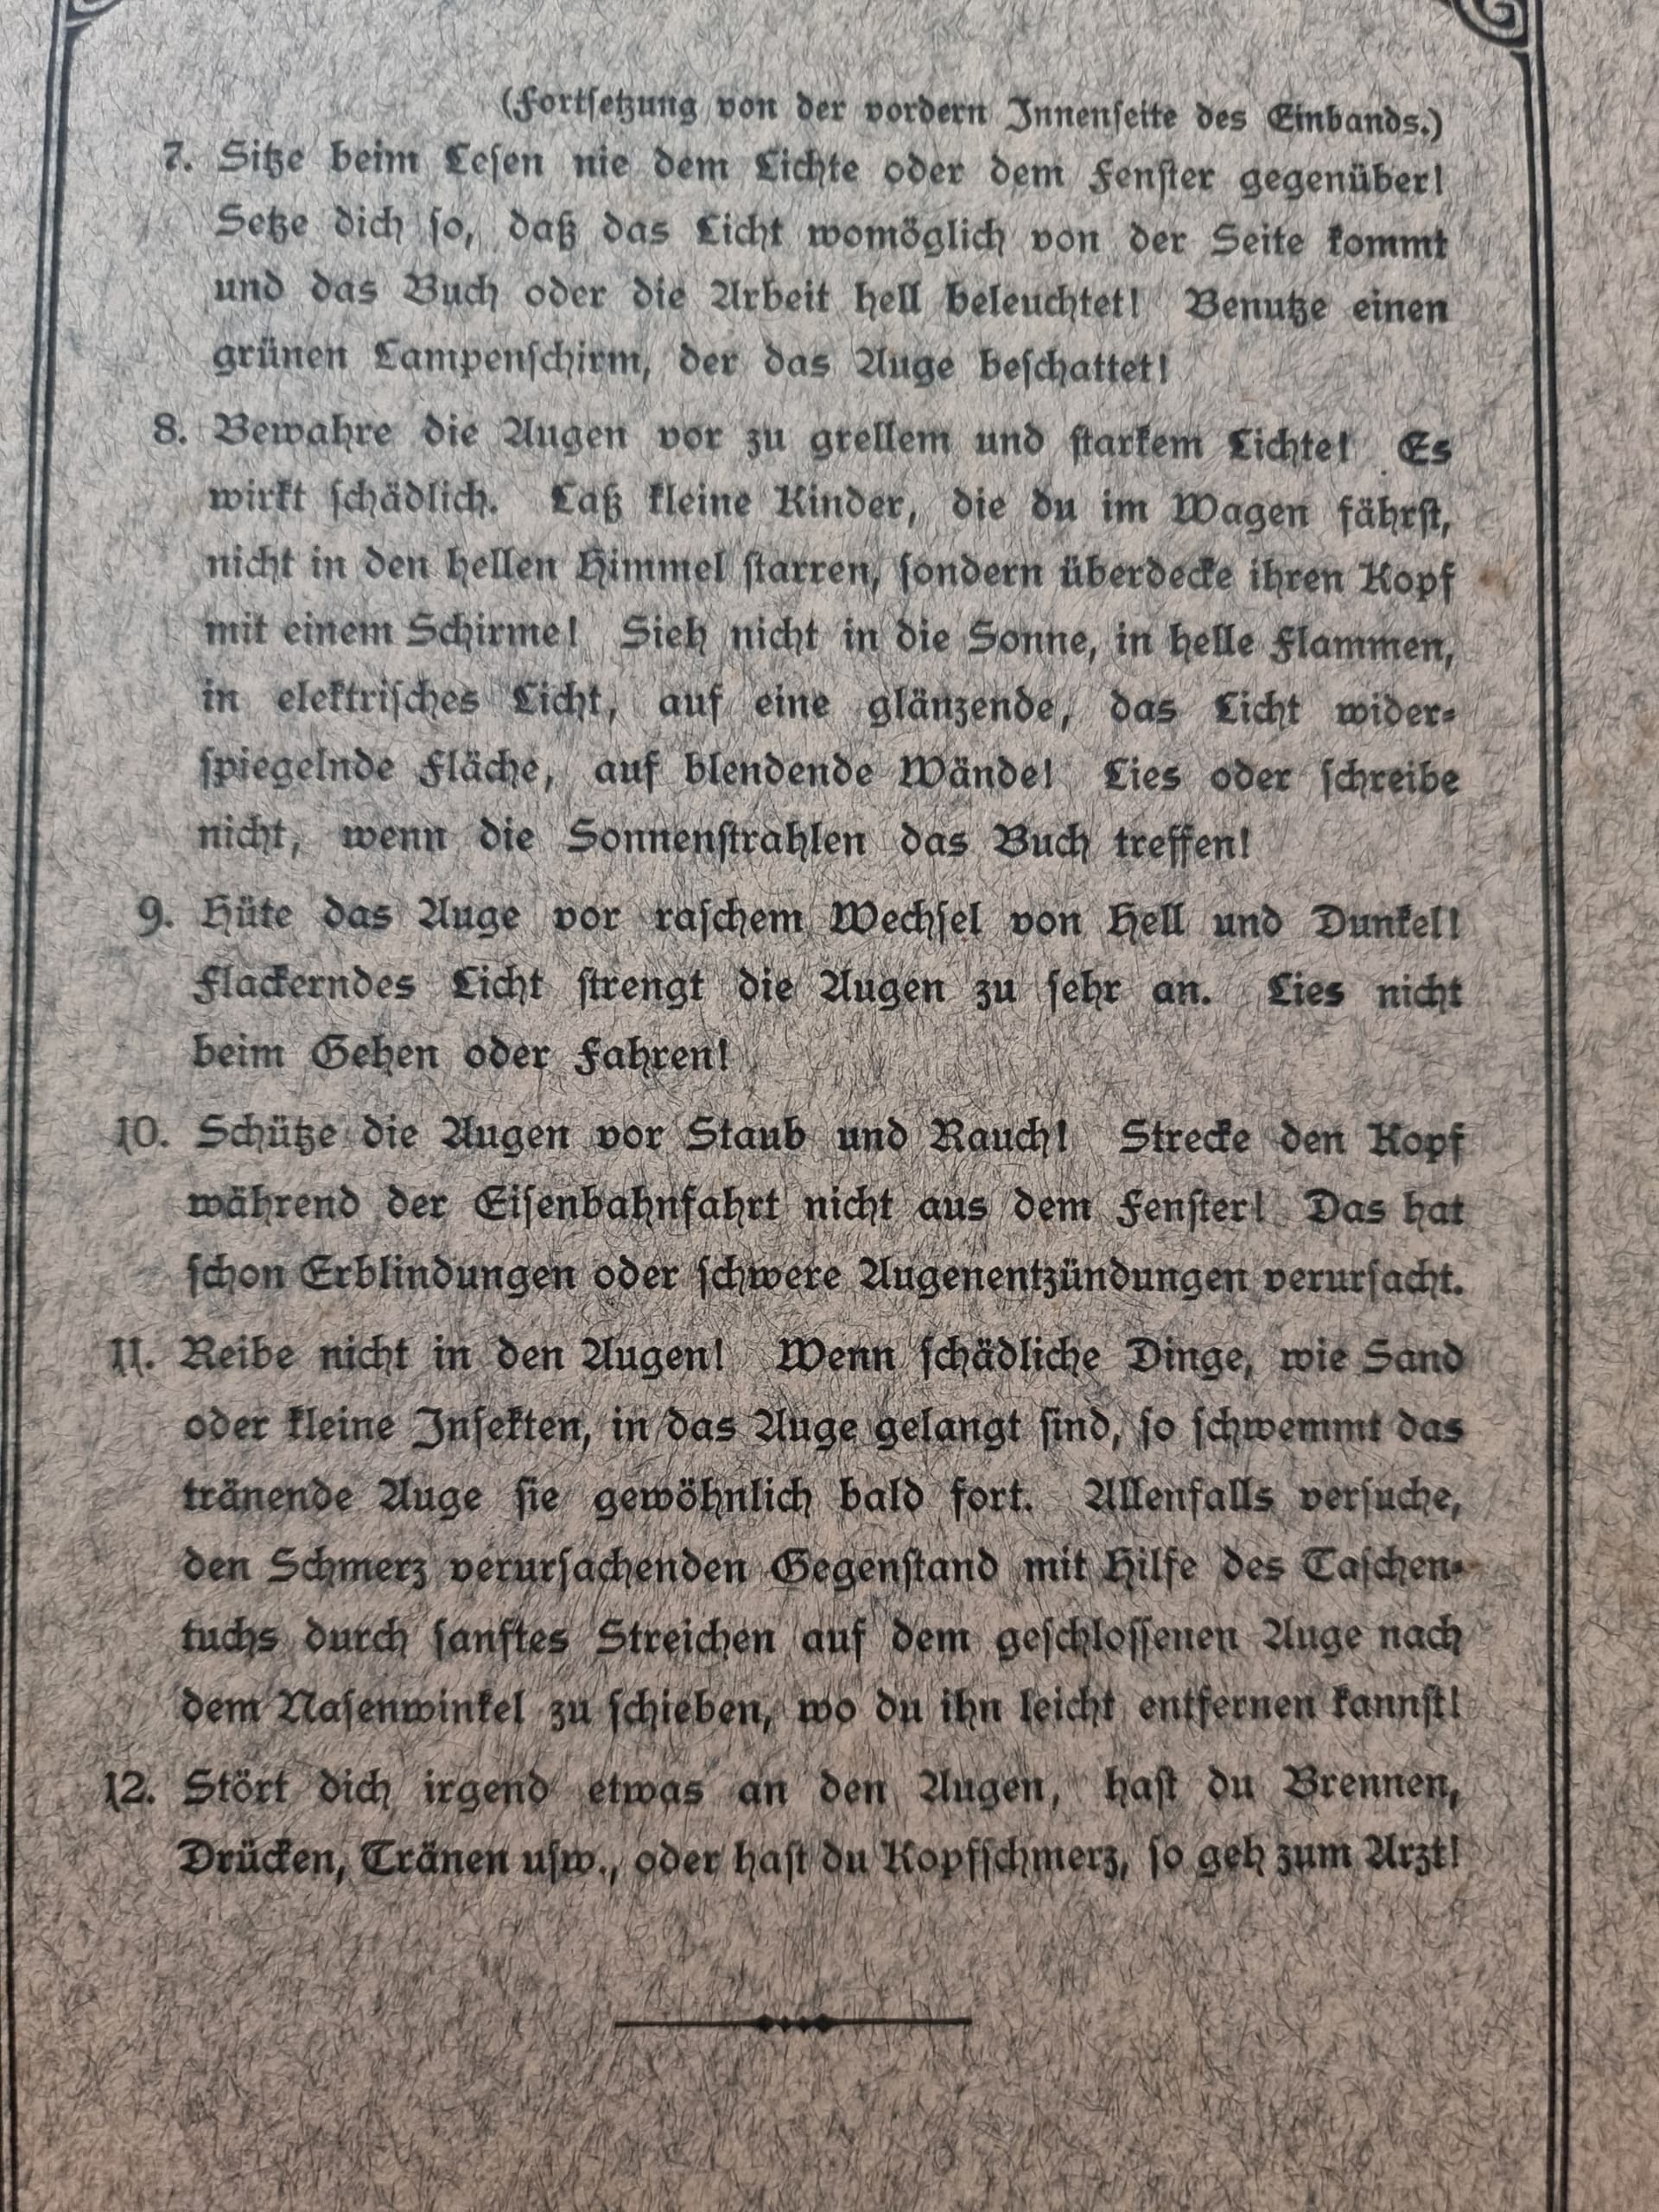 (Fortsetzung von der vordern Innenseite des Einbands.)
7. Sitze beim Lesen nie dem Lichte oder dem Fenster gegenüber!
Setze dich so, daß das Licht womöglich von der Seite kommt
und das Buch oder die Arbeit hell beleuchtet! Benutze einen
grünen Lampenschirm, der das Auge beschattet!
8. Bewahre die Augen vor zu grellem und starkem Lichte! Es
wirkt schädlich. Laß kleine Kinder, die du im Wagen fährst,
nicht in den hellen Himmel starren, sondern überdecke ihren Kopf
mit einem Schirme! Sieh nicht in die Sonne, in helle Flammen,
in elektrisches Licht, auf eine glänzende, das Licht wider-
spiegelnde Fläche, auf blendende Wände! Lies oder schreibe
nicht, wenn die Sonnenstrahlen das Buch treffen!
9. Hüte das Auge vor raschem Wechsel von Hell und Dunkel!
Flackerndes Licht strengt die Augen zu sehr an. Lies nicht
beim Gehen oder Fahren!
10. Schütze die Augen vor Staub und Rauch! Strecke den Kopf
während der Eisenbahnfahrt nicht aus dem Fenster! Das hat
schon Erblindungen oder schwere Augenentzündungen verursacht.
11. Reibe nicht in den Augen! Wenn schädliche Dinge, wie Sand
oder kleine Insekten, in das Auge gelangt sind, so schwemmt das
tränende Auge sie gewöhnlich bald fort. Allenfalls versuche,
den Schmerz verursachenden Gegenstand mit Hilfe des Taschen-
tuchs durch sanftes Streichen auf dem geschlossenen Auge nach
dem Nasenwinkel zu schieben, wo du ihn leicht entfernen kannst!
12. Stört dich irgend etwas an den Augen, hast du Brennen,
Drücken, Tränen usw., oder hast du Kopfschmerz, so geh zum Arzt!